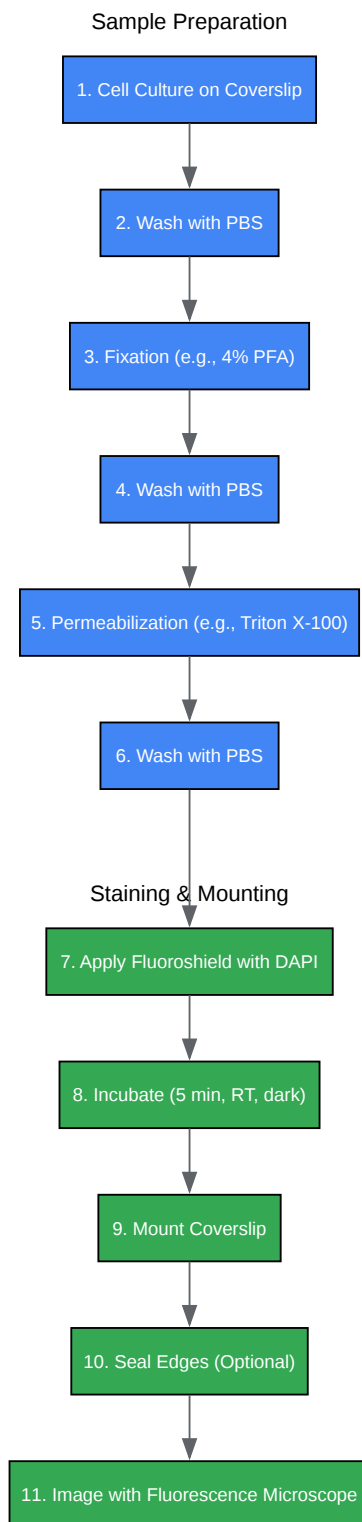 Sample Preparation
1. Cell Culture on Coverslip
2. Wash with PBS
3. Fixation (e.g., 4% PFA)
4. Wash with PBS
5. Permeabilization (e.g., Triton X-100)
6. Wash with PBS
Staining & Mounting
7. Apply Fluoroshield with DAPI
8. Incubate (5 min, RT, dark)
9. Mount Coverslip
10. Seal Edges (Optional)
11. Image with Fluorescence Microscope